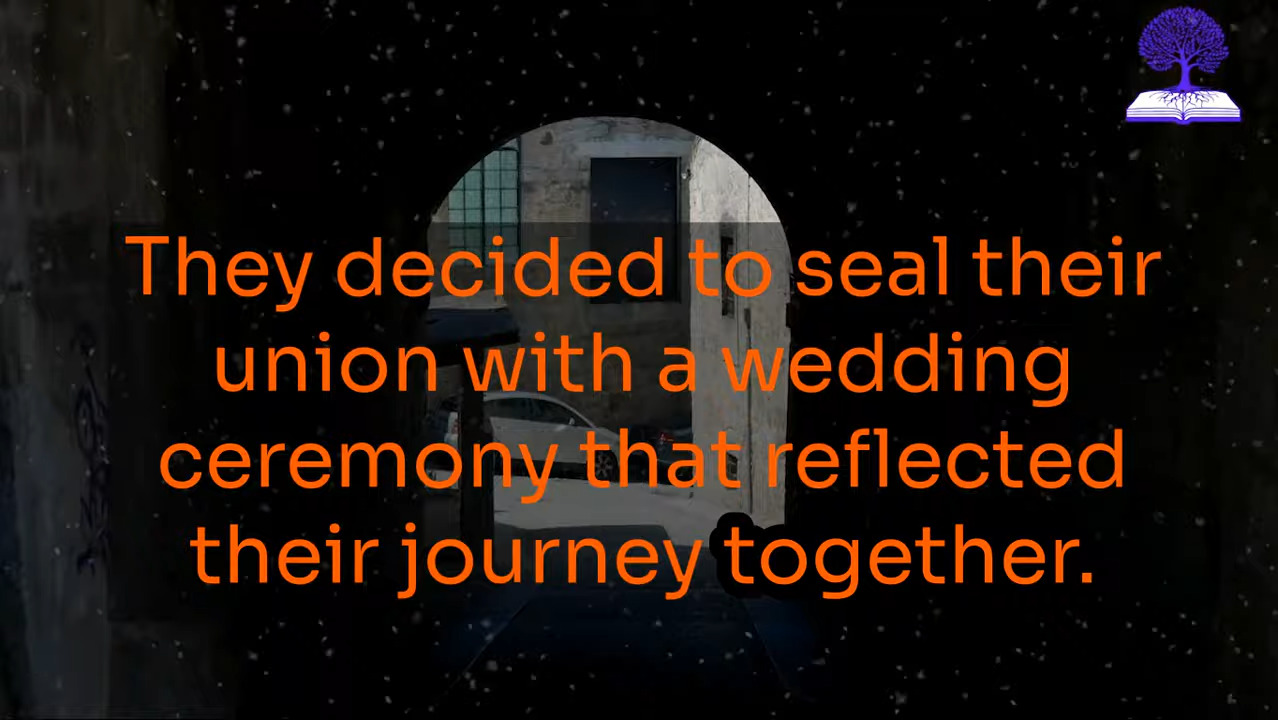 They decided to seal their
union with a wedding
ceremony that reflected
their journey together.